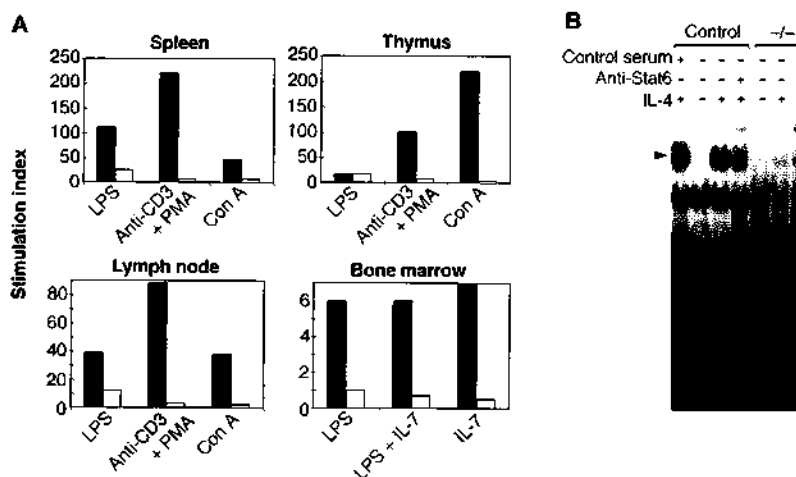 A
Stimulation index
Spleen
250
200
150
100
50
0
LPS
Anti-CD3
+ PMA
Con A
Thymus
250
200
150
100
50
0
LPS
Anti-CD3
+ PMA
Con A
Lymph node
80
60
40
20
0
LPS
Anti-CD3
+ PMA
Con A
Bone marrow
6
4
2
0
LPS
LPS + IL-7
IL-7
B
Control -/-
Control serum + - - - - -
Anti-Stat6 - - - + - -
IL-4 + - + + - +